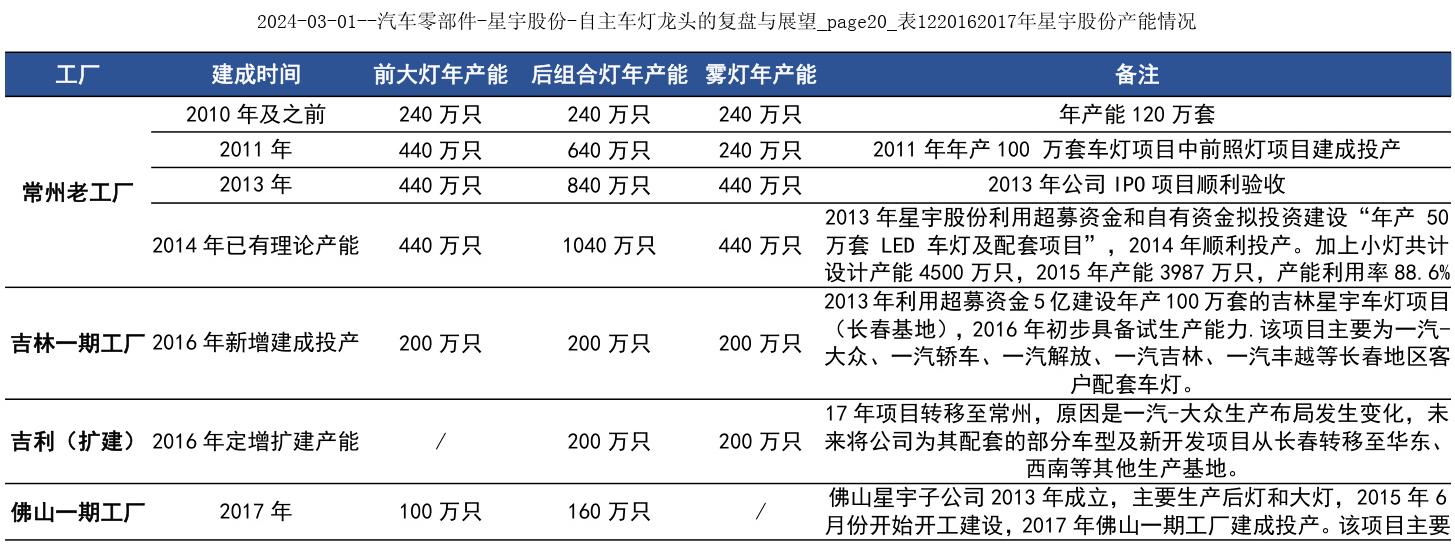 2024-03-01--汽车零部件-星宇股份-自主车灯龙头的复盘与展望_page20_表1220162017年星宇股份产能情况
工厂 建成时间 前大灯年产能 后组合灯年产能 雾灯年产能 备注
常州老工厂
2010 年及之前 240 万只 240 万只 240 万只 年产能 120 万套
2011 年 440 万只 640 万只 240 万只 2011 年年产 100 万套车灯项目中前照灯项目建成投产
2013 年 440 万只 840 万只 440 万只 2013 年公司 IPO 项目顺利验收
2014 年已有理论产能 440 万只 1040 万只 440 万只
2013 年星宇股份利用超募资金和自有资金拟投资建设“年产 50
万套 LED 车灯及配套项目”，2014 年顺利投产。加上小灯共计
设计产能 4500 万只，2015 年产能 3987 万只，产能利用率 88.6%
吉林一期工厂 2016 年新增建成投产 200 万只 200 万只 200 万只
2013 年利用超募资金 5 亿建设年产 100 万套的吉林星宇车灯项目
（长春基地），2016 年初步具备试生产能力.该项目主要为一汽-
大众、一汽轿车、一汽解放、一汽吉林、一汽丰越等长春地区客
户配套车灯。
吉利（扩建） 2016 年定增扩建产能 / 200 万只 200 万只
17 年项目转移至常州，原因是一汽-大众生产布局发生变化，未
来将公司为其配套的部分车型及新开发项目从长春转移至华东、
西南等其他生产基地。
佛山一期工厂 2017 年 100 万只 160 万只 /
佛山星宇子公司 2013 年成立，主要生产后灯和大灯，2015 年 6
月份开始开工建设，2017 年佛山一期工厂建成投产。该项目主要